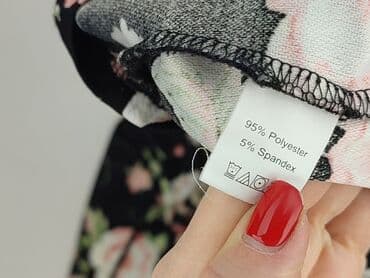 95% Polyester
5% Spandex